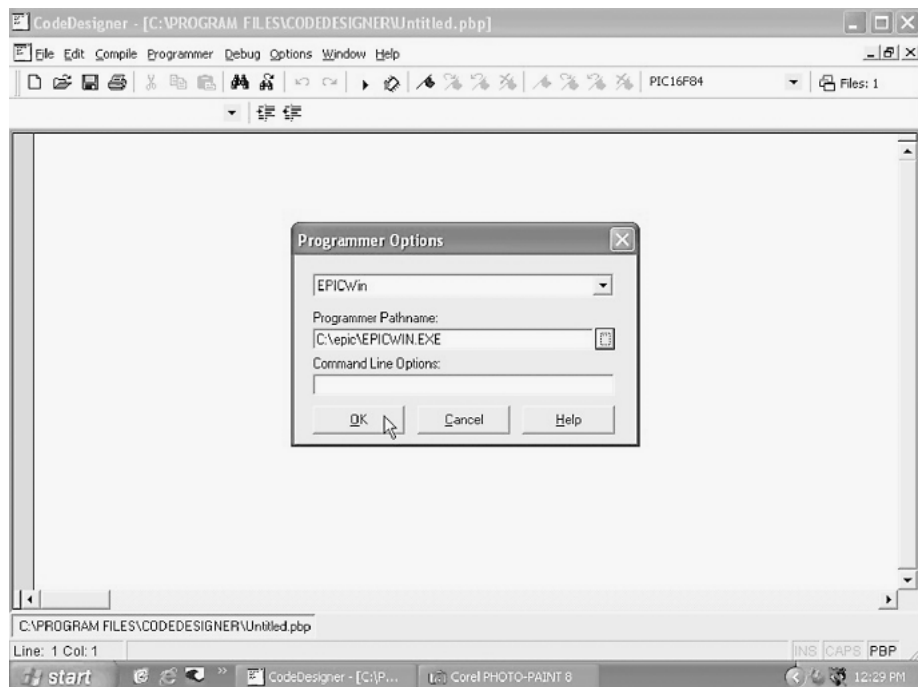 CodeDesigner - [C:\PROGRAM FILES\CODEDESIGNER\Untitled.pbp]
File Edit Compile Programmer Debug Options Window Help
PIC16F84 Files: 1
Programmer Options
EPICWin
Programmer Pathname:
C:\epic\EPICWIN.EXE
Command Line Options:
OK Cancel Help
C:\PROGRAM FILES\CODEDESIGNER\Untitled.pbp
Line: 1 Col: 1 INS CAPS PBP
start CodeDesigner - [C:\P... Corel PHOTO-PAINT 8 12:29 PM